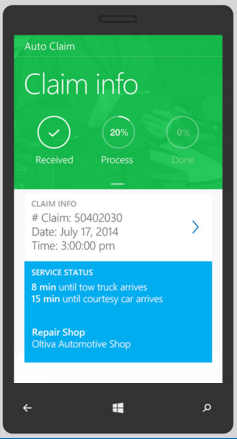 Auto Claim
Claim info
20%
0%
Received
Process
Done
CLAIM INFO
# Claim: 50402030
Date: July 17, 2014
Time: 3:00:00 pm
SERVICE STATUS
8 min until tow truck arrives
15 min until courtesy car arrives
Repair Shop
Oltiva Automotive Shop